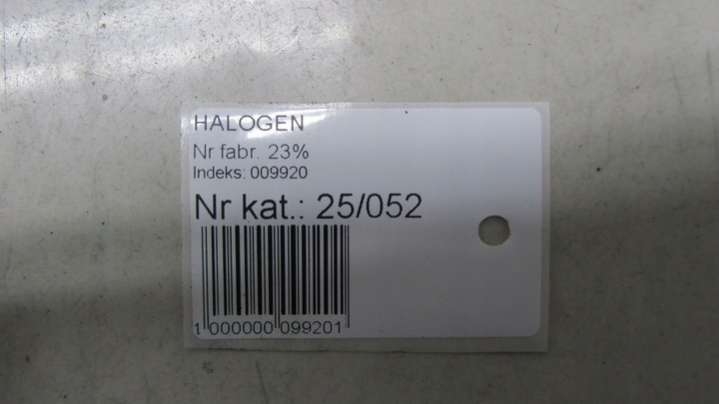 HALOGEN
Nr fabr. 23%
Indeks: 009920
Nr kat.: 25/052
1 000000 099201